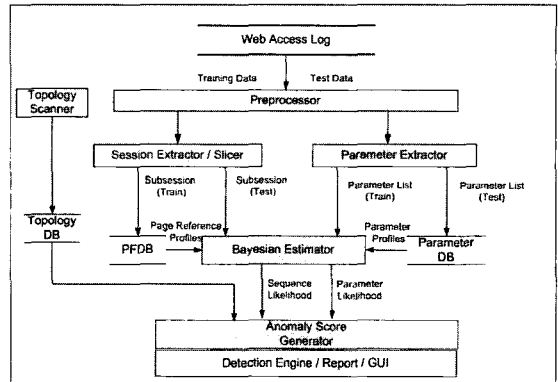 Web Access Log
Training Data
Test Data
Topology
Scanner
Preprocessor
Session Extractor / Slicer
Parameter Extractor
Subsession
(Train)
Subsession
(Test)
Parameter List
(Train)
Parameter List
(Test)
Topology
DB
Page Reference
Profiles
PFDB
Bayesian Estimator
Parameter
Profiles
Parameter
DB
Sequence
Likelihood
Parameter
Likelihood
Anomaly Score
Generator
Detection Engine / Report / GUI